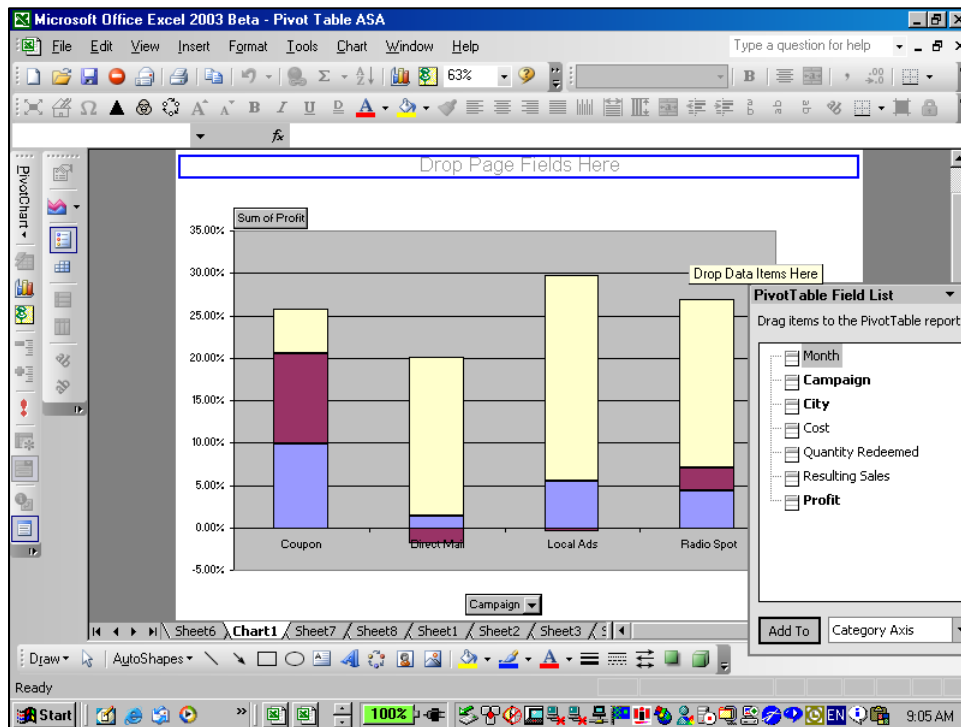 Microsoft Office Excel 2003 Beta - Pivot Table ASA
File Edit View Insert Format Tools Chart Window Help Type a question for help
63%
fx
PivotChart
Drop Page Fields Here
Sum of Profit
35.00%
30.00%
25.00%
20.00%
15.00%
10.00%
5.00%
0.00%
-5.00%
Coupon Direct Mail Local Ads Radio Spot
Campaign
Drop Data Items Here
PivotTable Field List
Drag items to the PivotTable report
Month
Campaign
City
Cost
Quantity Redeemed
Resulting Sales
Profit
Add To Category Axis
Sheet6 Chart1 Sheet7 Sheet8 Sheet1 Sheet2 Sheet3
Draw AutoShapes
Ready
Start 100% EN 9:05 AM